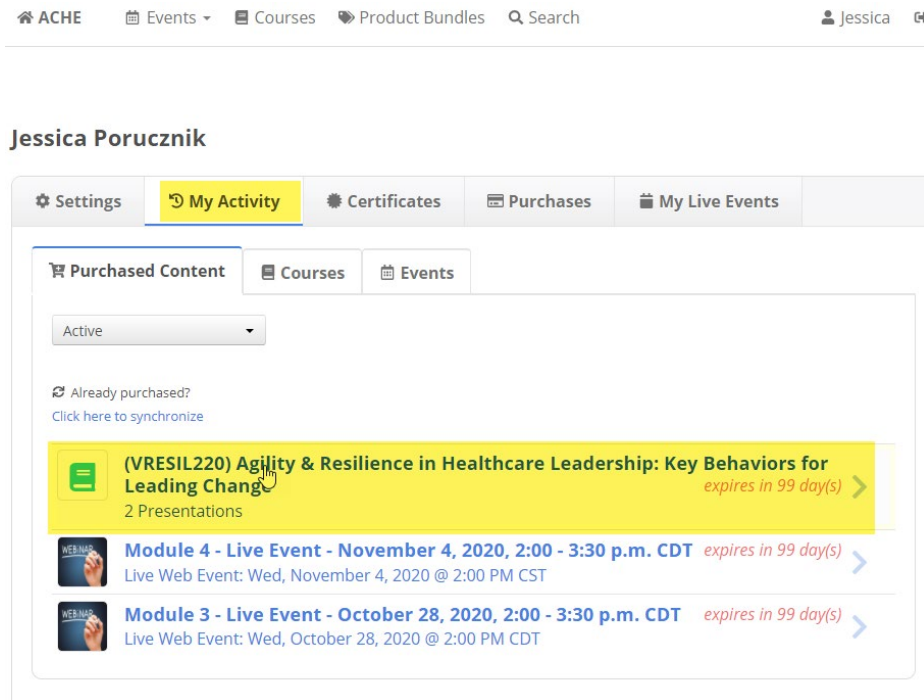 ACHE Events Courses Product Bundles Search Jessica
Jessica Porucznik
Settings My Activity Certificates Purchases My Live Events
Purchased Content Courses Events
Active
Already purchased?
Click here to synchronize
(VRESIL220) Agility & Resilience in Healthcare Leadership: Key Behaviors for
Leading Change expires in 99 day(s)
2 Presentations
WEBINAR
Module 4 - Live Event - November 4, 2020, 2:00 - 3:30 p.m. CDT expires in 99 day(s)
Live Web Event: Wed, November 4, 2020 @ 2:00 PM CST
WEBINAR
Module 3 - Live Event - October 28, 2020, 2:00 - 3:30 p.m. CDT expires in 99 day(s)
Live Web Event: Wed, October 28, 2020 @ 2:00 PM CDT